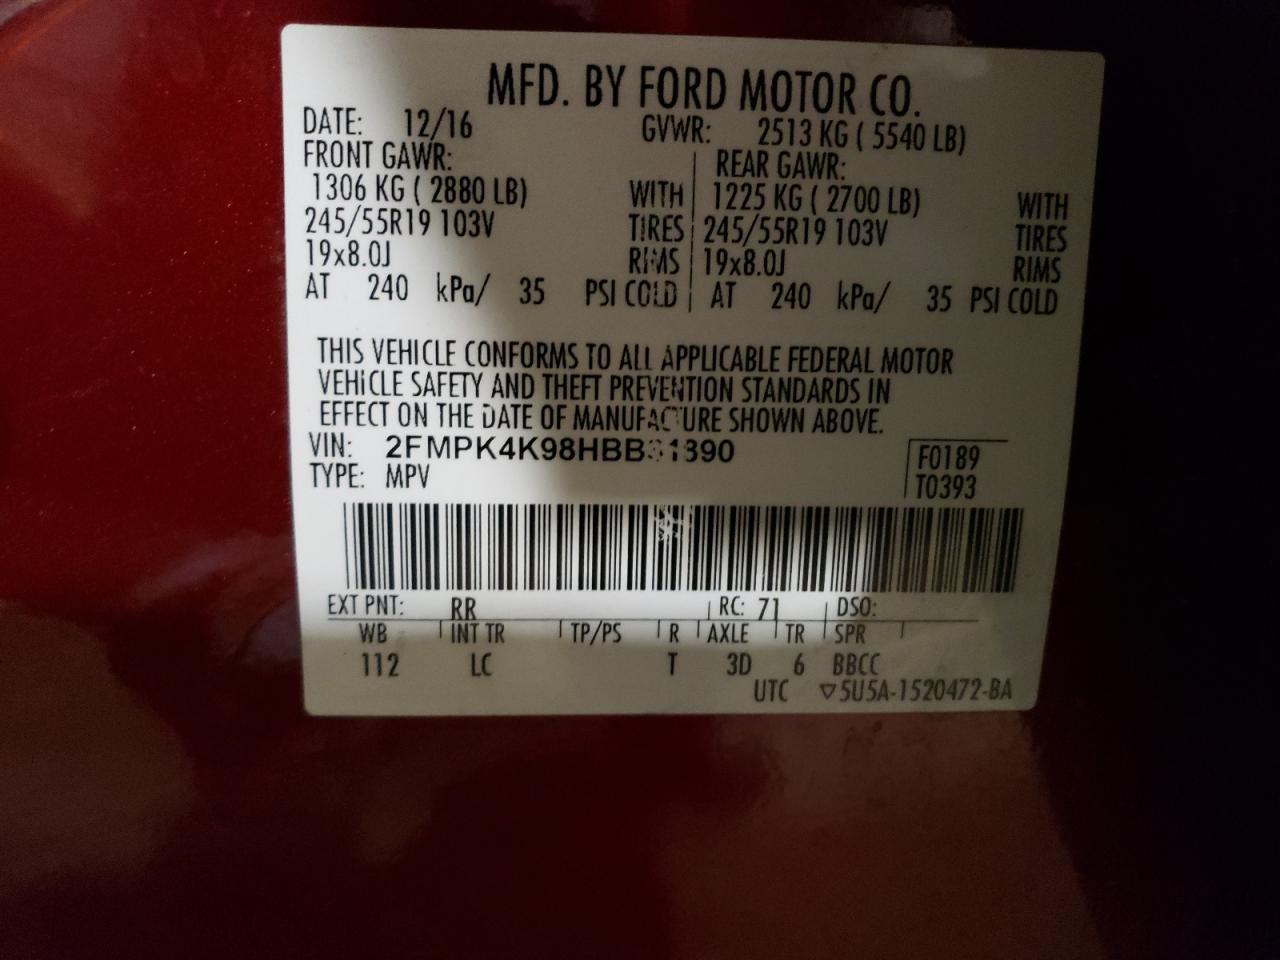 MFD. BY FORD MOTOR CO.
DATE: 12/16 GVWR: 2513 KG ( 5540 LB)
FRONT GAWR: REAR GAWR:
1306 KG ( 2880 LB) WITH 1225 KG ( 2700 LB) WITH
245/55R19 103V TIRES 245/55R19 103V TIRES
19x8.0J RIMS 19x8.0J RIMS
AT 240 kPa/ 35 PSI COLD AT 240 kPa/ 35 PSI COLD
THIS VEHICLE CONFORMS TO ALL APPLICABLE FEDERAL MOTOR
VEHICLE SAFETY AND THEFT PREVENTION STANDARDS IN
EFFECT ON THE DATE OF MANUFACTURE SHOWN ABOVE.
VIN: 2FMPK4K98HBB31890 F0189
TYPE: MPV T0393
EXT PNT: RR RC: 71 DSO:
WB INT TR TP/PS R AXLE TR SPR
112 LC T 3D 6 BBCC
UTC ▽5U5A-1520472-BA